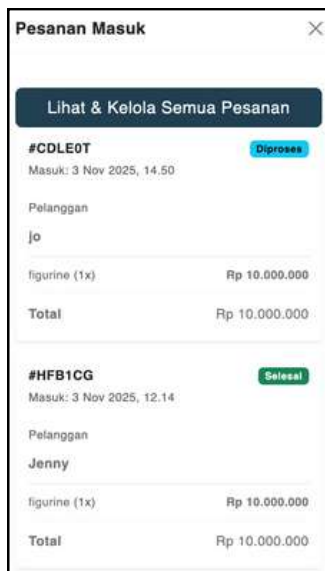 Pesanan Masuk
Lihat & Kelola Semua Pesanan
#CDLE0T Diproses
Masuk: 3 Nov 2025, 14.50
Pelanggan
jo
figurine (1x) Rp 10.000.000
Total Rp 10.000.000
#HFB1CG Selesai
Masuk: 3 Nov 2025, 12.14
Pelanggan
Jenny
figurine (1x) Rp 10.000.000
Total Rp 10.000.000